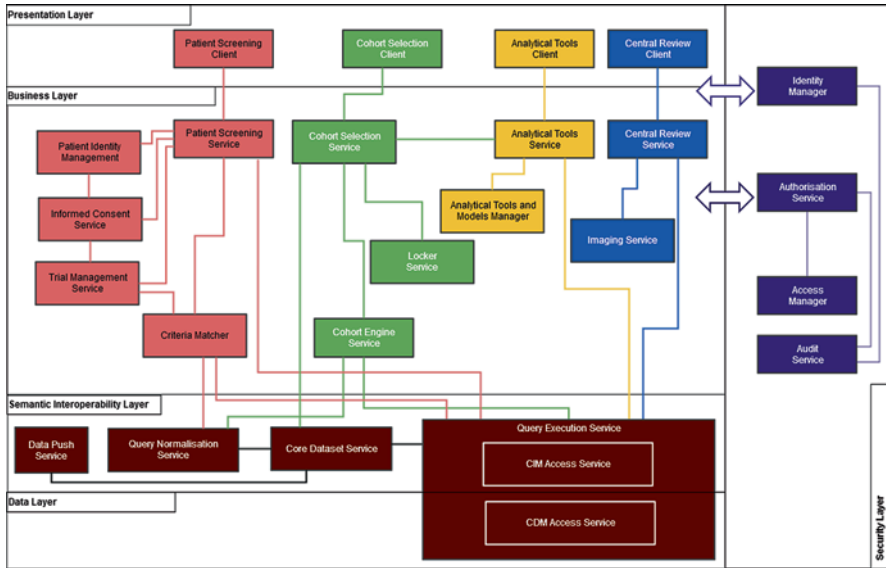 Presentation Layer
Patient Screening
Client
Cohort Selection
Client
Analytical Tools
Client
Central Review
Client
Identity
Manager
Business Layer
Patient Identity
Management
Patient Screening
Service
Cohort Selection
Service
Analytical Tools
Service
Central Review
Service
Informed Consent
Service
Analytical Tools and
Models Manager
Authorisation
Service
Imaging Service
Locker
Service
Trial Management
Service
Access
Manager
Criteria Matcher
Cohort Engine
Service
Audit
Service
Semantic Interoperability Layer
Data Push
Service
Query Normalisation
Service
Core Dataset Service
Query Execution Service
CIM Access Service
Data Layer
CDM Access Service
Security Layer